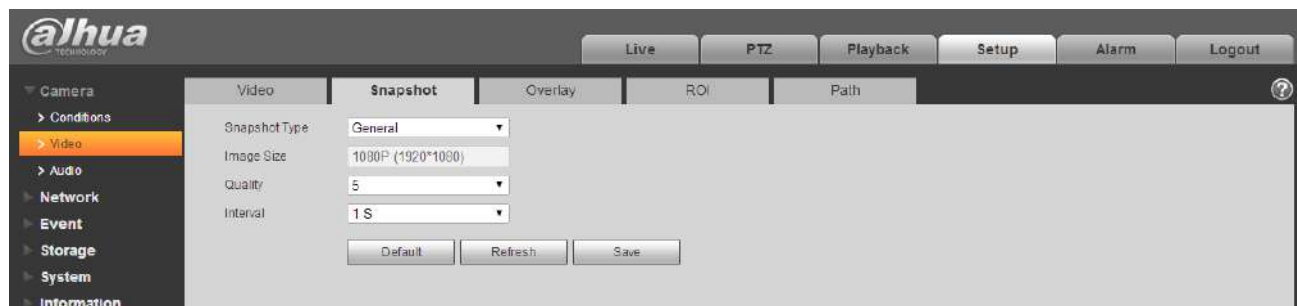 alhua
TECHNOLOGY
Live PTZ Playback Setup Alarm Logout
Camera
> Conditions
> Video
> Audio
Network
Event
Storage
System
Information
Video Snapshot Overlay ROI Path ?
Snapshot Type General
Image Size 1080P (1920*1080)
Quality 5
Interval 1 S
Default Refresh Save